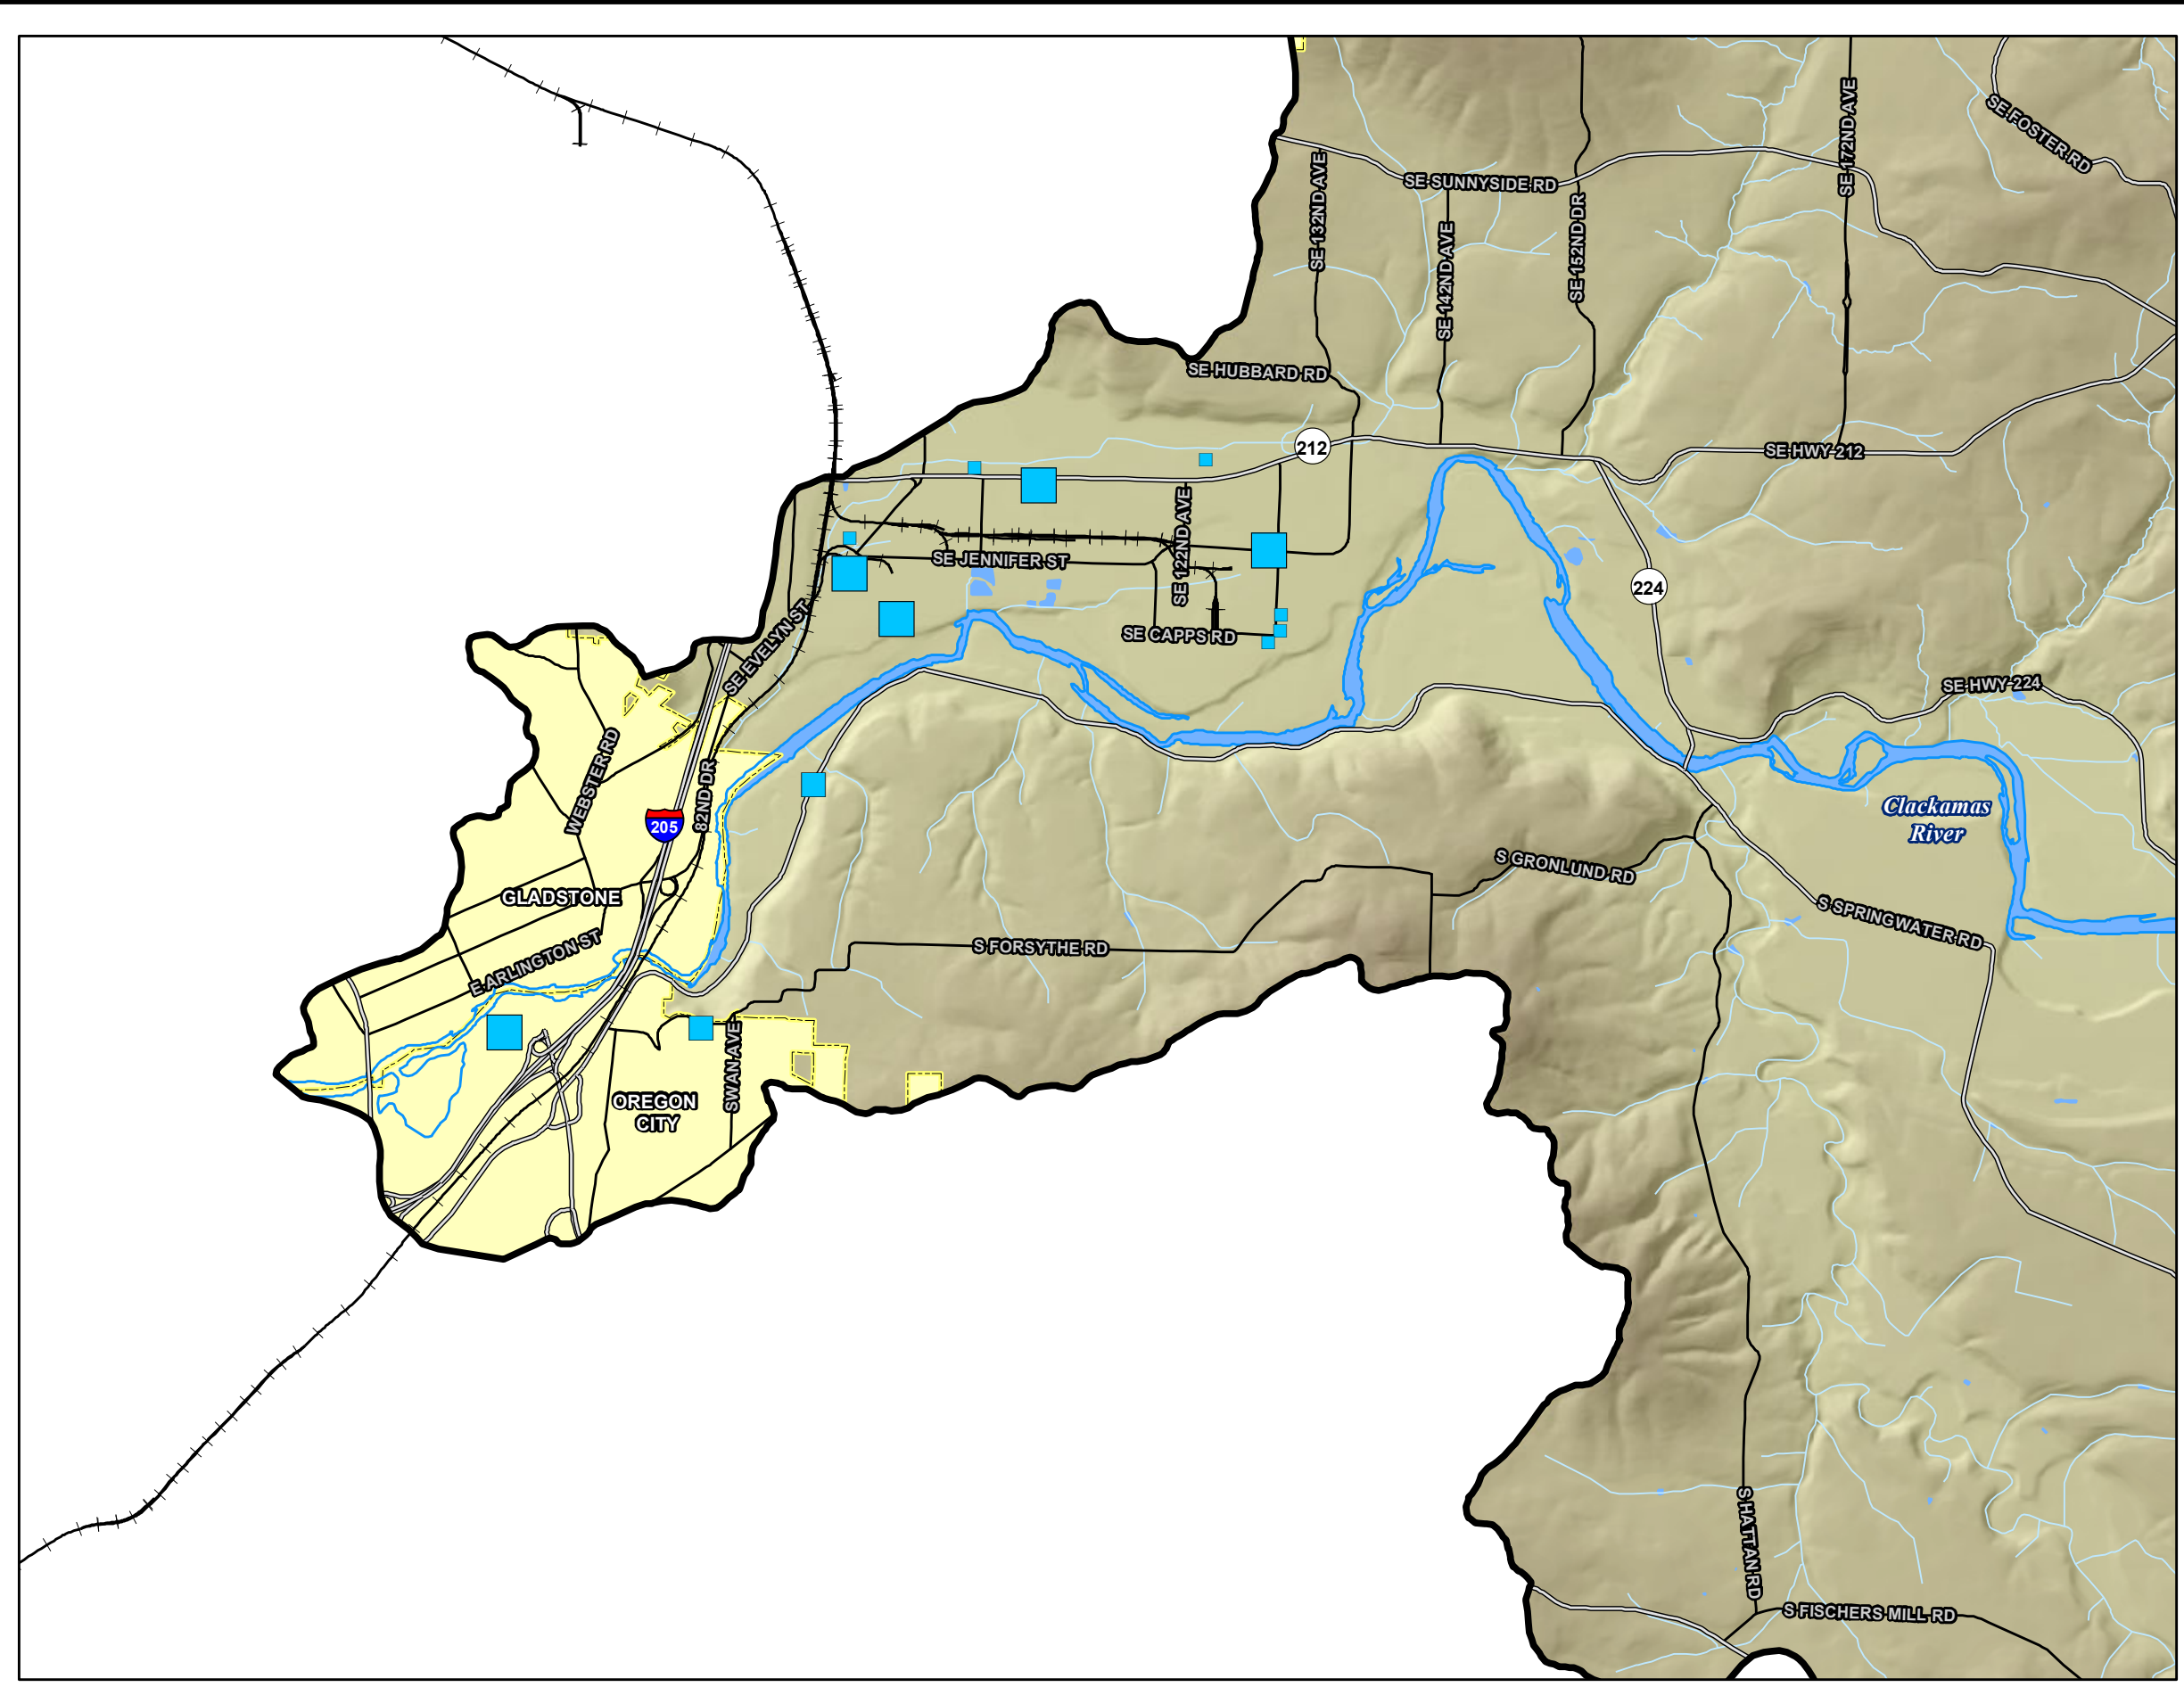 SE FOSTER RD
SE 172ND AVE
SE SUNNYSIDE RD
SE 132ND AVE
SE 142ND AVE
SE 152ND DR
SE HUBBARD RD
212
SE HWY 212
SE 122ND AVE
SE JENNIFER ST
224
SE CAPPS RD
SE EVELYN ST
SE HWY 224
WEBSTER RD
82ND DR
205
Clackamas
River
S GRONLUND RD
GLADSTONE
S SPRINGWATER RD
E ARLINGTON ST
S FORSYTHE RD
SWAN AVE
OREGON
CITY
S HATTAN RD
S FISCHERS MILL RD